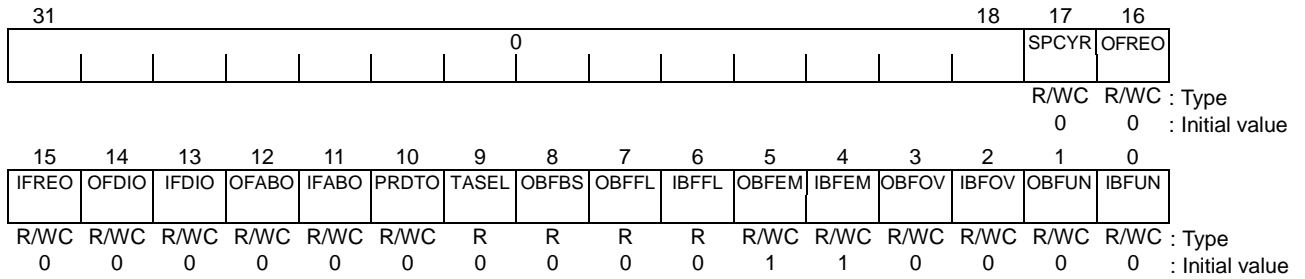 31 18 17 16
0 SPCYR OFREO
R/WC R/WC : Type
0 0 : Initial value
15 14 13 12 11 10 9 8 7 6 5 4 3 2 1 0
IFREO OFDIO IFDIO OFABO IFABO PRDTO TASEL OBFBS OBFFL IBFFL OBFEM IBFEM OBFOV IBFOV OBFUN IBFUN
R/WC R/WC R/WC R/WC R/WC R/WC R R R R R/WC R/WC R/WC R/WC R/WC R/WC : Type
0 0 0 0 0 0 0 0 0 0 1 1 0 0 0 0 : Initial value